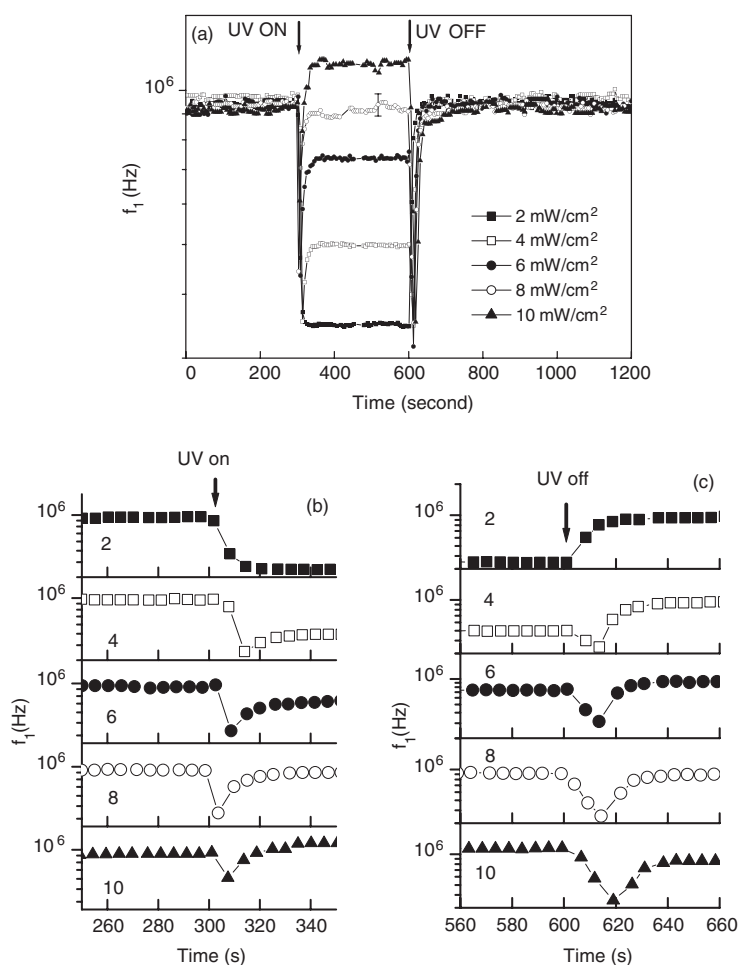 (a)
UV ON
UV OFF
10⁶
f₁ (Hz)
2 mW/cm²
4 mW/cm²
6 mW/cm²
8 mW/cm²
10 mW/cm²
0 200 400 600 800 1000 1200
Time (second)
UV on
(b)
10⁶
2
10⁶
4
10⁶
6
10⁶
8
10⁶
10
f₁(Hz)
260 280 300 320 340
Time (s)
UV off
(c)
10⁶
2
10⁶
4
10⁶
6
10⁶
8
10⁶
10
f₁(Hz)
560 580 600 620 640 660
Time (s)